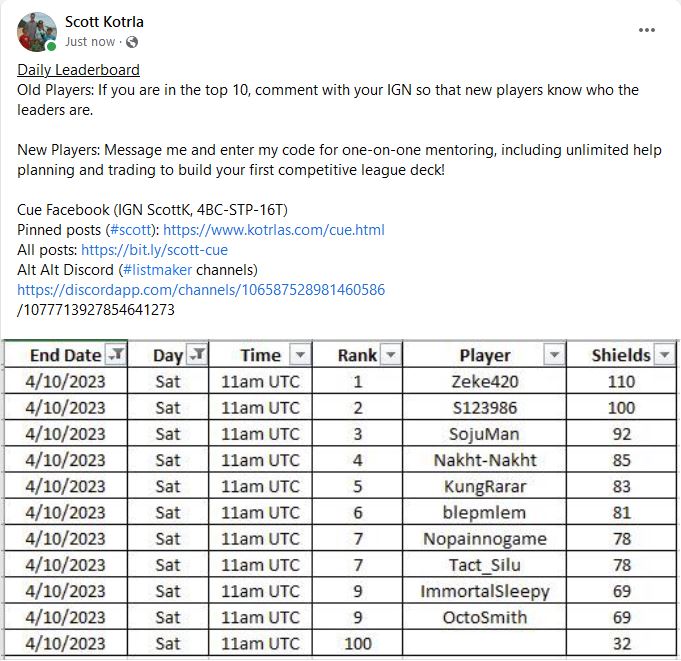 Scott Kotrla
Just now ·
Daily Leaderboard
Old Players: If you are in the top 10, comment with your IGN so that new players know who the
leaders are.
New Players: Message me and enter my code for one-on-one mentoring, including unlimited help
planning and trading to build your first competitive league deck!
Cue Facebook (IGN ScottK, 4BC-STP-16T)
Pinned posts (#scott): https://www.kotrlas.com/cue.html
All posts: https://bit.ly/scott-cue
Alt Alt Discord (#listmaker channels)
https://discordapp.com/channels/106587528981460586
/1077713927854641273
End Date Day Time Rank Player Shields
4/10/2023 Sat 11am UTC 1 Zeke420 110
4/10/2023 Sat 11am UTC 2 S123986 100
4/10/2023 Sat 11am UTC 3 SojuMan 92
4/10/2023 Sat 11am UTC 4 Nakht-Nakht 85
4/10/2023 Sat 11am UTC 5 KungRarar 83
4/10/2023 Sat 11am UTC 6 blepmlem 81
4/10/2023 Sat 11am UTC 7 Nopainnogame 78
4/10/2023 Sat 11am UTC 7 Tact_Silu 78
4/10/2023 Sat 11am UTC 9 ImmortalSleepy 69
4/10/2023 Sat 11am UTC 9 OctoSmith 69
4/10/2023 Sat 11am UTC 100 32